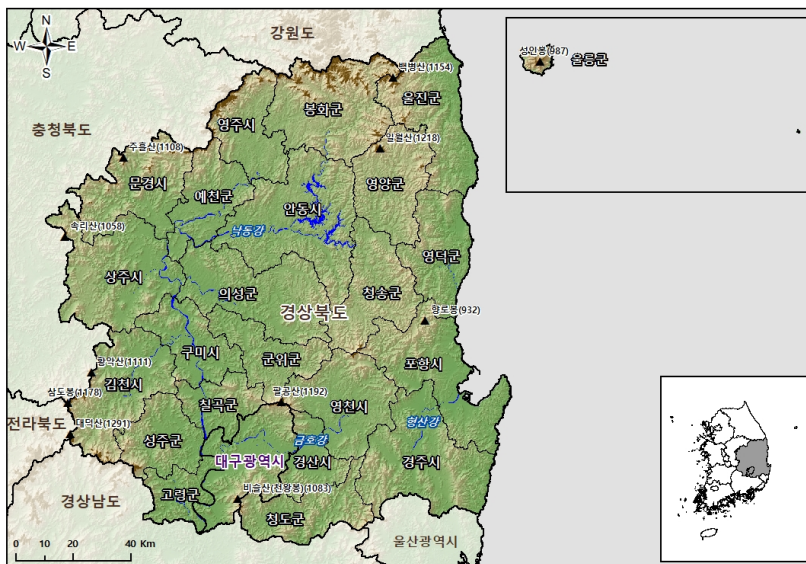 강원도
N
W
E
S
성인봉(987)
울릉군
백병산(1154)
울진군
봉화군
영주시
충청북도
일월산(1218)
주흘산(1108)
문경시
예천군
영양군
안동시
속리산(1058)
낙동강
영덕군
상주시
의성군
청송군
경상북도
향로봉(932)
구미시
군위군
포항시
황악산(1111)
김천시
삼도봉(1178)
칠곡군
팔공산(1192)
영천시
전라북도
대덕산(1291)
형산강
성주군
금호강
대구광역시
경산시
경주시
고령군
비슬산(천왕봉)(1083)
경상남도
청도군
울산광역시
0 10 20 40 Km